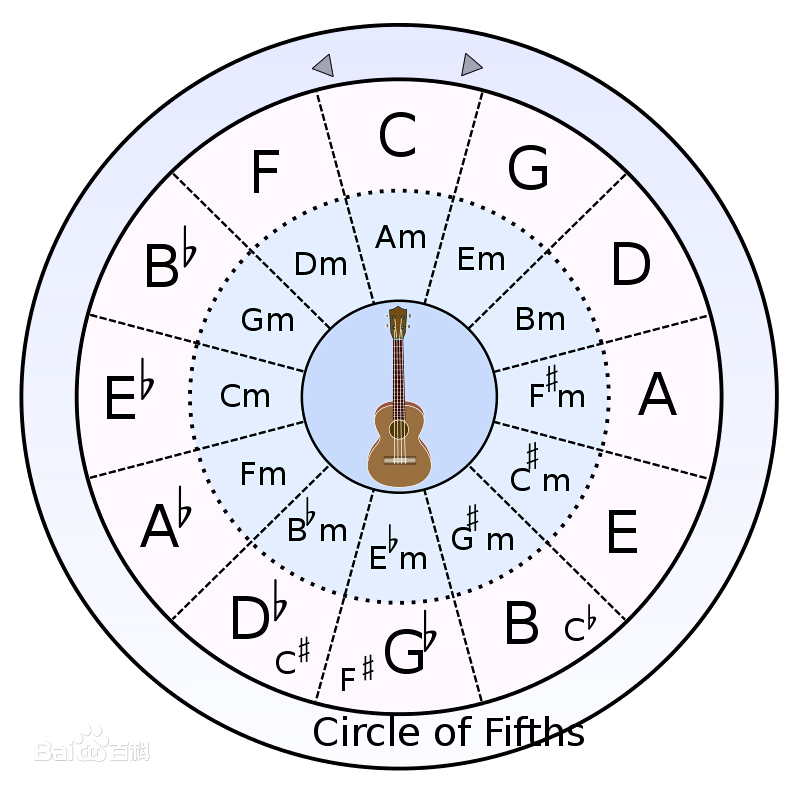 C
G
D
A
E
B C♭
F♯ G♭
D♭ C♯
A♭
E♭
B♭
F
Am
Em
Bm
F♯m
C♯m
G♯m
E♭m
B♭m
Fm
Cm
Gm
Dm
Circle of Fifths
Bai百科